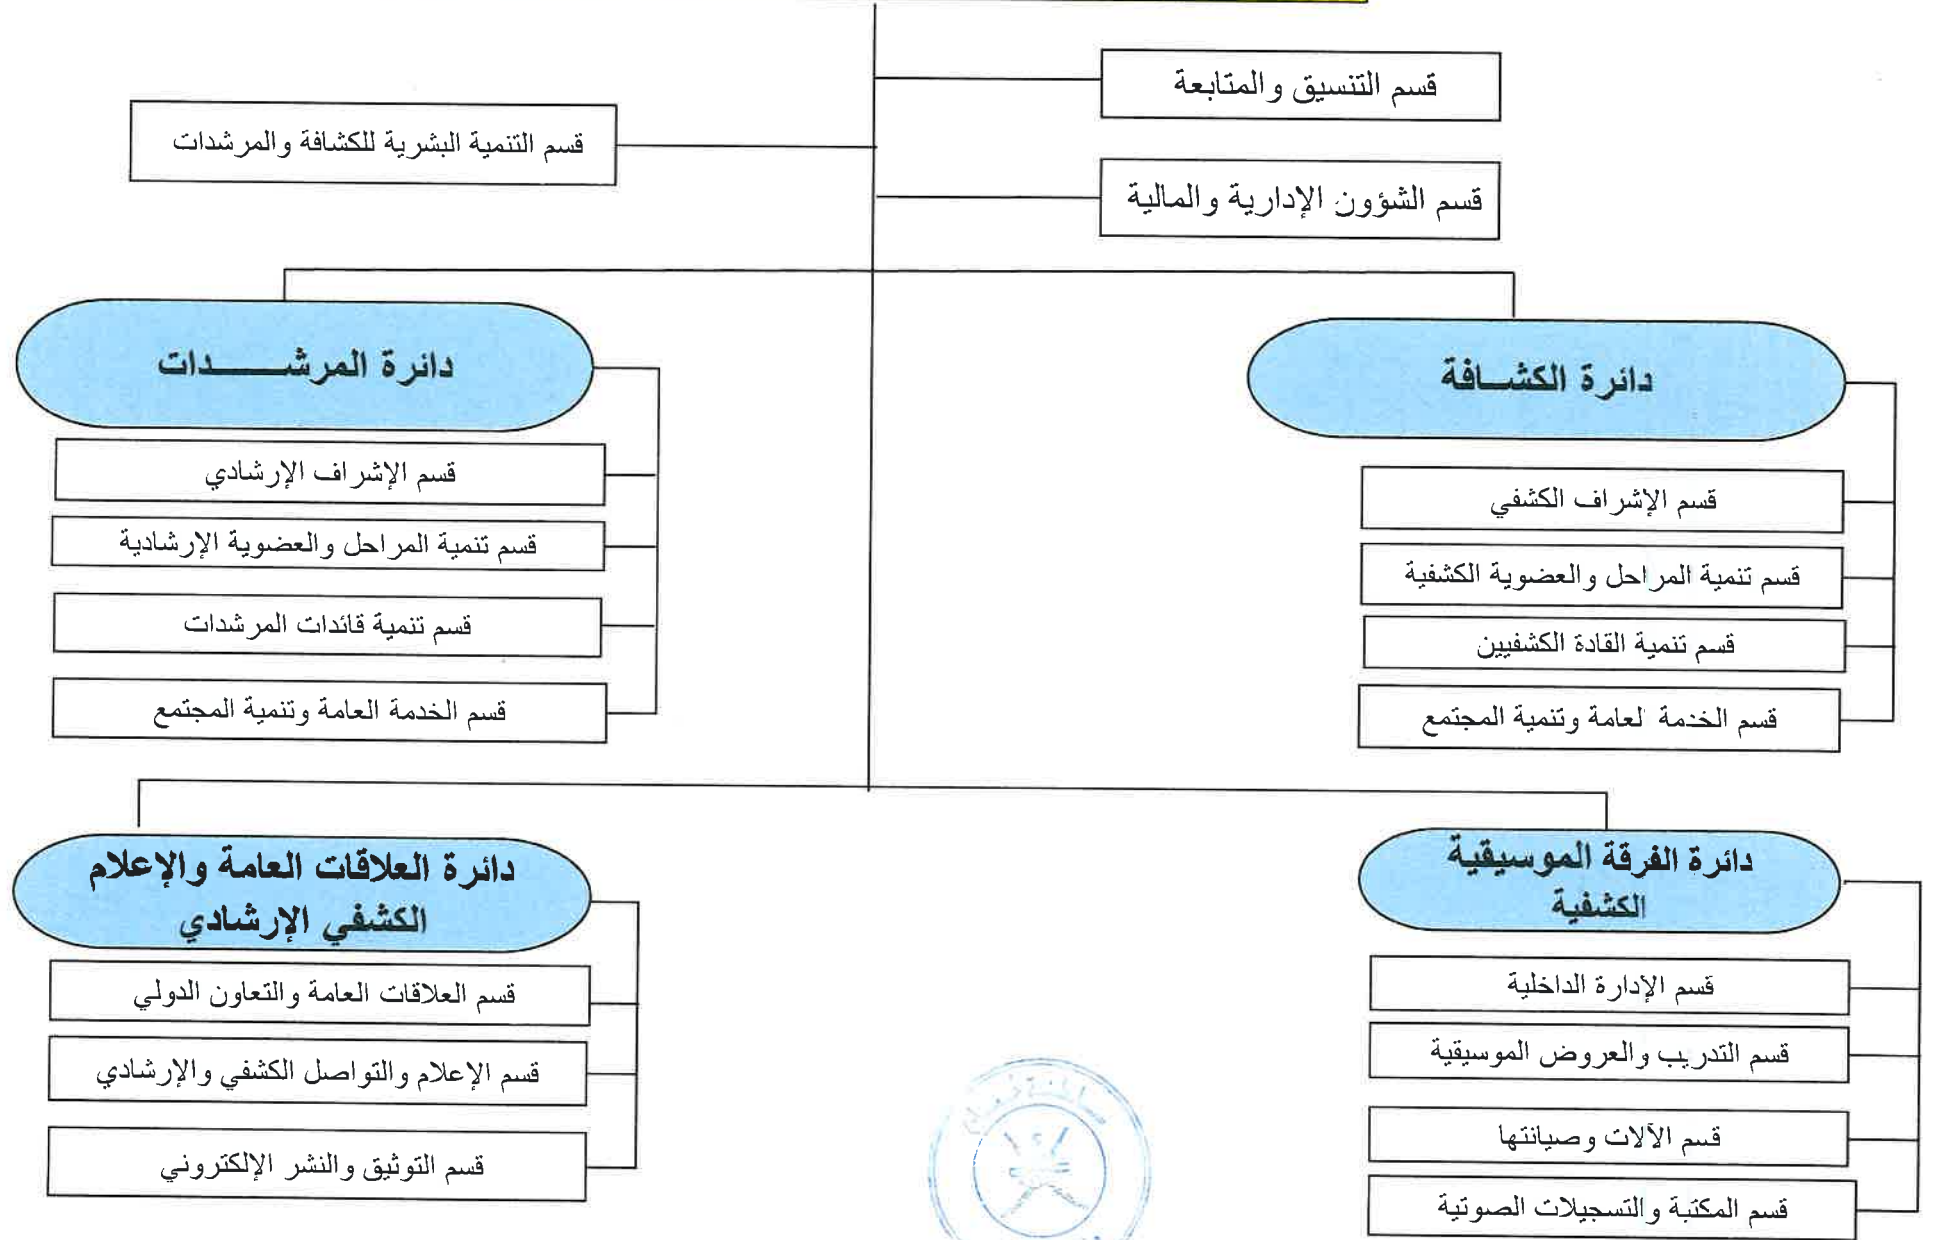 قسم التنسيق والمتابعة
قسم التنمية البشرية للكشافة والمرشدات
قسم الشؤون الإدارية والمالية
دائرة الكشـــافة
قسم الإشراف الكشفي
قسم تنمية المراحل والعضوية الكشفية
قسم تنمية القادة الكشفيين
قسم الخدمة العامة وتنمية المجتمع
دائرة المرشـــــــدات
قسم الإشراف الإرشادي
قسم تنمية المراحل والعضوية الإرشادية
قسم تنمية قائدات المرشدات
قسم الخدمة العامة وتنمية المجتمع
دائرة الفرقة الموسيقية
الكشفية
قسم الإدارة الداخلية
قسم التدريب والعروض الموسيقية
قسم الآلات وصيانتها
قسم المكتبة والتسجيلات الصوتية
دائرة العلاقات العامة والإعلام
الكشفي الإرشادي
قسم العلاقات العامة والتعاون الدولي
قسم الإعلام والتواصل الكشفي والإرشادي
قسم التوثيق والنشر الإلكتروني